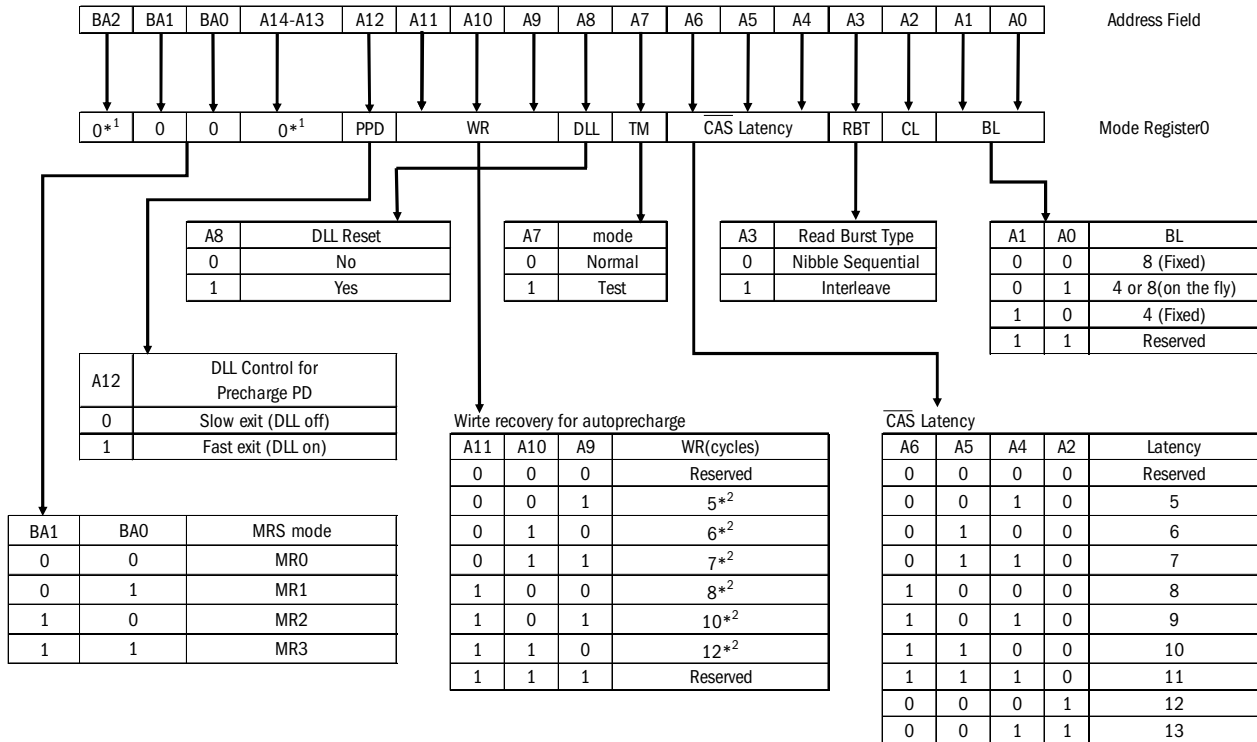 BA2 BA1 BA0 A14-A13 A12 A11 A10 A9 A8 A7 A6 A5 A4 A3 A2 A1 A0 Address Field
0*1 0 0 0*1 PPD WR DLL TM CAS Latency RBT CL BL Mode Register0
A8 DLL Reset
0 No
1 Yes
A7 mode
0 Normal
1 Test
A3 Read Burst Type
0 Nibble Sequential
1 Interleave
A1 A0 BL
0 0 8 (Fixed)
0 1 4 or 8(on the fly)
1 0 4 (Fixed)
1 1 Reserved
A12 DLL Control for
Precharge PD
0 Slow exit (DLL off)
1 Fast exit (DLL on)
Wirte recovery for autoprecharge
A11 A10 A9 WR(cycles)
0 0 0 Reserved
0 0 1 5*2
0 1 0 6*2
0 1 1 7*2
1 0 0 8*2
1 0 1 10*2
1 1 0 12*2
1 1 1 Reserved
CAS Latency
A6 A5 A4 A2 Latency
0 0 0 0 Reserved
0 0 1 0 5
0 1 0 0 6
0 1 1 0 7
1 0 0 0 8
1 0 1 0 9
1 1 0 0 10
1 1 1 0 11
0 0 0 1 12
0 0 1 1 13
BA1 BA0 MRS mode
0 0 MR0
0 1 MR1
1 0 MR2
1 1 MR3